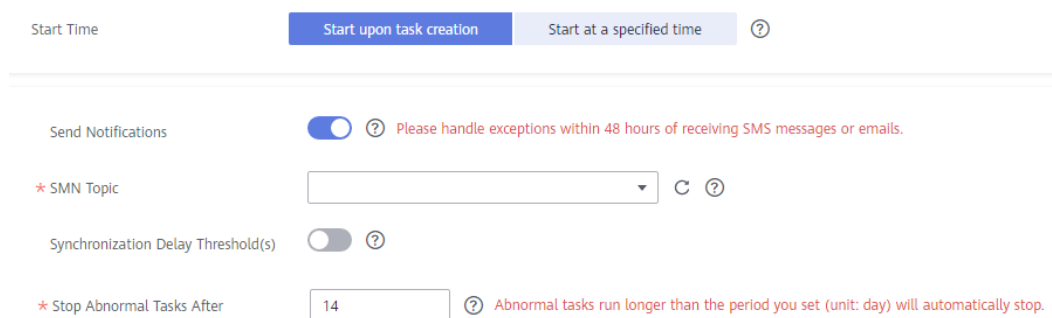 Start Time Start upon task creation Start at a specified time ?
Send Notifications ? Please handle exceptions within 48 hours of receiving SMS messages or emails.
* SMN Topic ?
Synchronization Delay Threshold(s) ?
* Stop Abnormal Tasks After 14 ? Abnormal tasks run longer than the period you set (unit: day) will automatically stop.